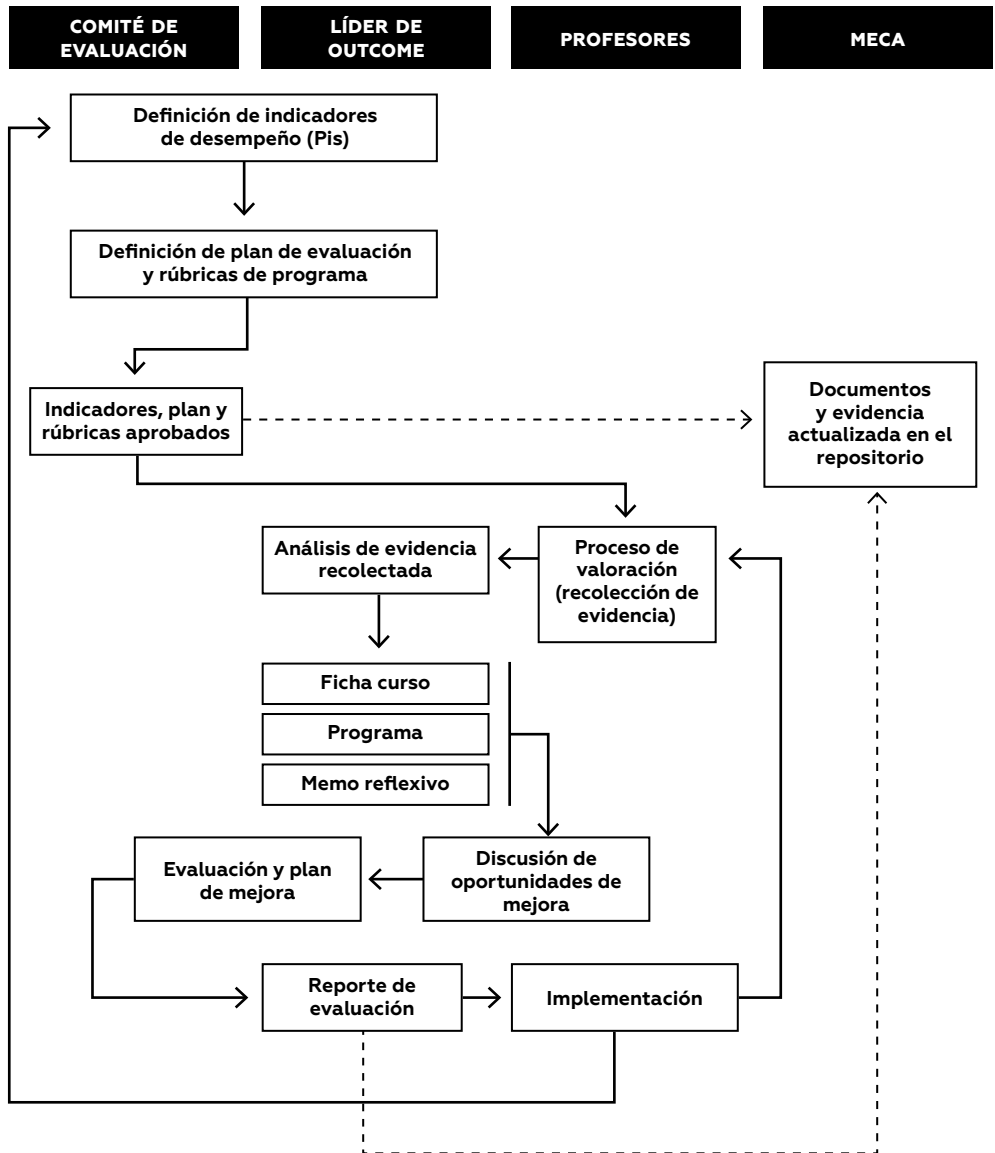 COMITÉ DE
EVALUACIÓN
LÍDER DE
OUTCOME
PROFESORES
MECA
Definición de indicadores
de desempeño (Pis)
Definición de plan de evaluación
y rúbricas de programa
Indicadores, plan y
rúbricas aprobados
Documentos
y evidencia
actualizada en el
repositorio
Análisis de evidencia
recolectada
Proceso de
valoración
(recolección de
evidencia)
Ficha curso
Programa
Memo reflexivo
Evaluación y plan
de mejora
Discusión de
oportunidades de
mejora
Reporte de
evaluación
Implementación